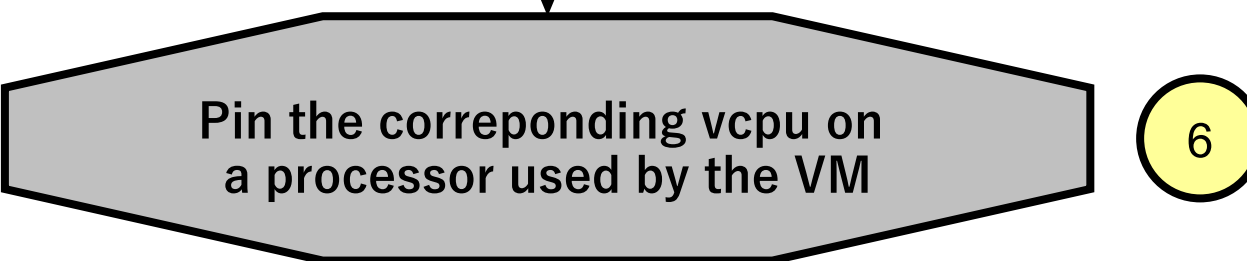 Pin the correponding vcpu on
a processor used by the VM
6